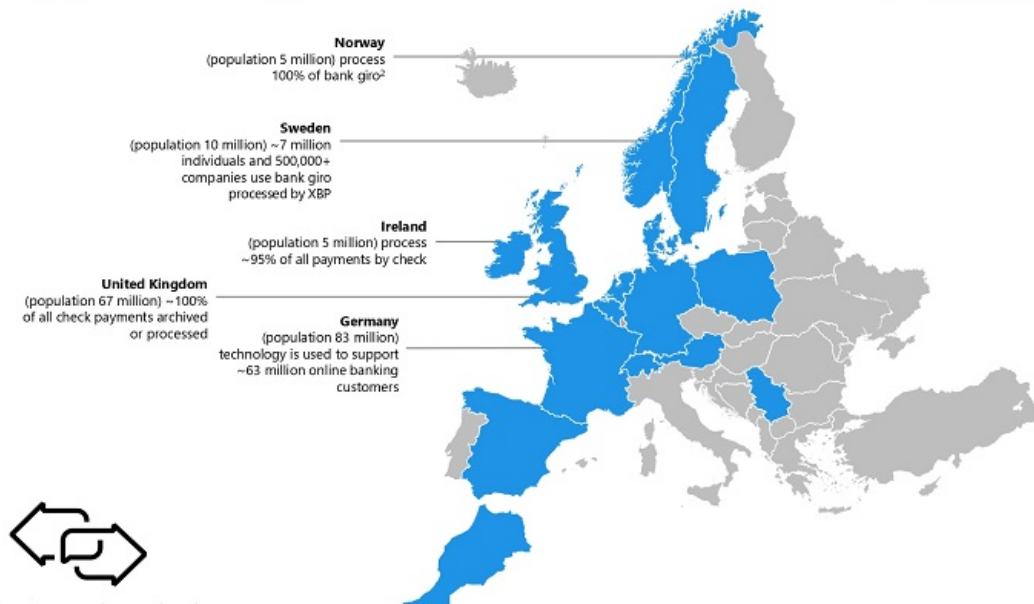 Norway
(population 5 million) process
100% of bank giro²
Sweden
(population 10 million) ~7 million
individuals and 500,000+
companies use bank giro
processed by XBP
Ireland
(population 5 million) process
~95% of all payments by check
United Kingdom
(population 67 million) ~100%
of all check payments archived
or processed
Germany
(population 83 million)
technology is used to support
~63 million online banking
customers